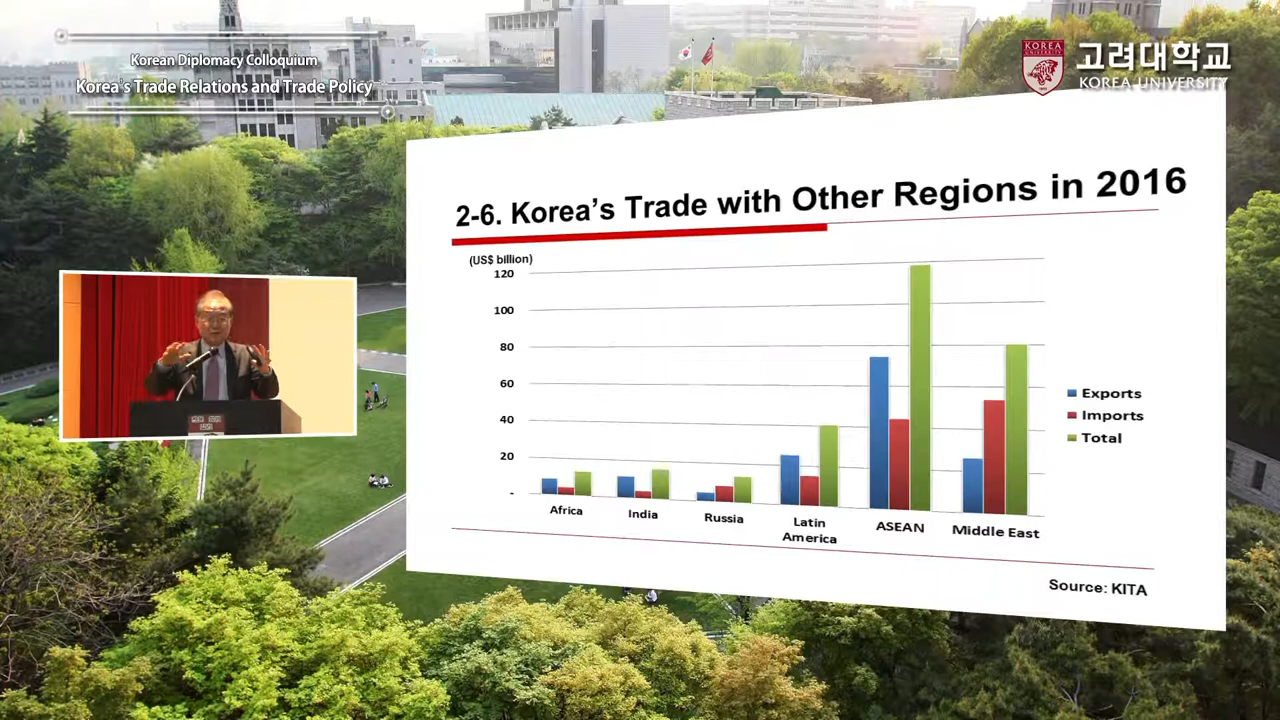 Korean Diplomacy Colloquium
Korea's Trade Relations and Trade Policy
KOREA
UNIVERSITY
고려대학교
KOREA UNIVERSITY
2-6. Korea's Trade with Other Regions in 2016
(US$ billion)
120
100
80
60
40
20
-
Africa
India
Russia
Latin
America
ASEAN
Middle East
Exports
Imports
Total
Source: KITA